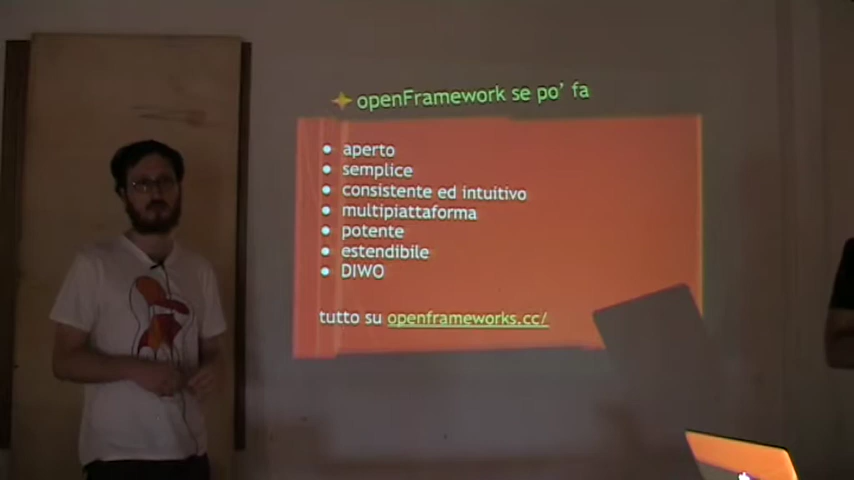 openFramework se po' fa
● aperto
● semplice
● consistente ed intuitivo
● multipiattaforma
● potente
● estendibile
● DIWO
tutto su openframeworks.cc/